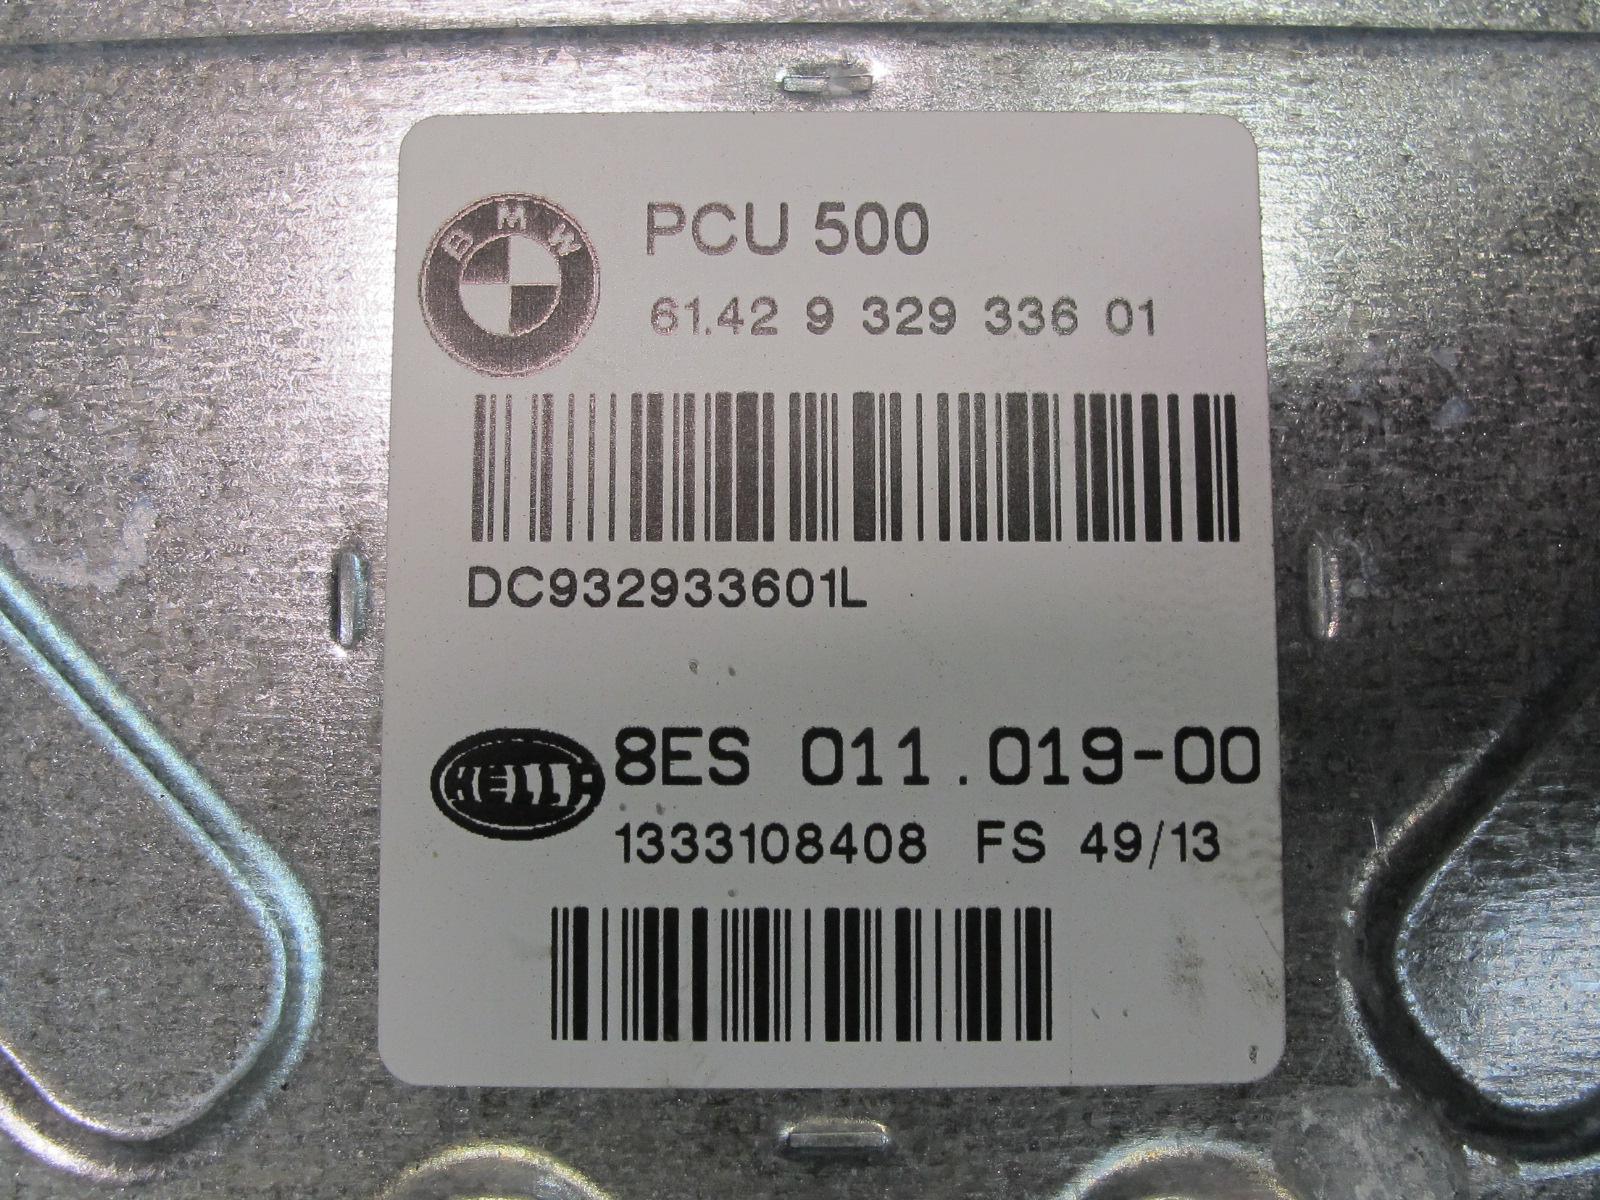 BMW
PCU 500
61.42 9 329 336 01
DC932933601L
HELLA
8ES 011.019-00
1333108408 FS 49/13